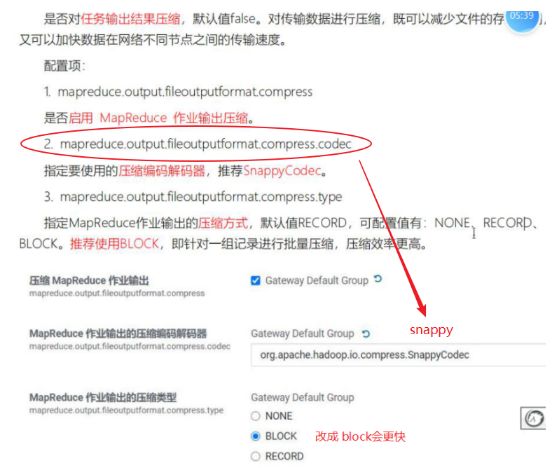 是否对任务输出结果压缩，默认值false。对传输数据进行压缩，既可以减少文件的存
05:39
又可以加快数据在网络不同节点之间的传输速度。
配置项：
1. mapreduce.output.fileoutputformat.compress
是否启用 MapReduce 作业输出压缩。
2. mapreduce.output.fileoutputformat.compress.codec
指定要使用的压缩编码解码器，推荐SnappyCodec。
3. mapreduce.output.fileoutputformat.compress.type
指定MapReduce作业输出的压缩方式，默认值RECORD，可配置值有：NONE、RECORD、
BLOCK。推荐使用BLOCK，即针对一组记录进行批量压缩，压缩效率更高。
压缩 MapReduce 作业输出
mapreduce.output.fileoutputformat.compress
Gateway Default Group
snappy
MapReduce 作业输出的压缩编码解码器
mapreduce.output.fileoutputformat.compress.codec
Gateway Default Group
org.apache.hadoop.io.compress.SnappyCodec
MapReduce 作业输出的压缩类型
mapreduce.output.fileoutputformat.compress.type
Gateway Default Group
NONE
BLOCK 改成 block会更快
RECORD